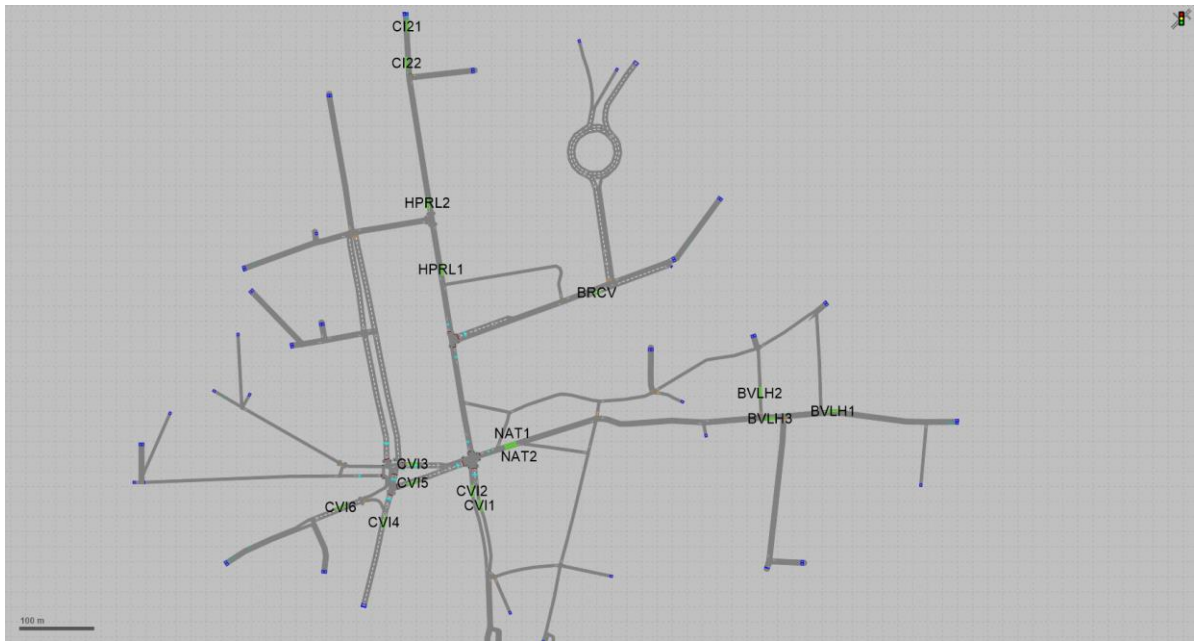 CI21
CI22
HPRL2
HPRL1
BRCV
BVLH2
BVLH3
BVLH1
NAT1
NAT2
CVI3
CVI5
CVI2
CVI1
CVI6
CVI4
100 m